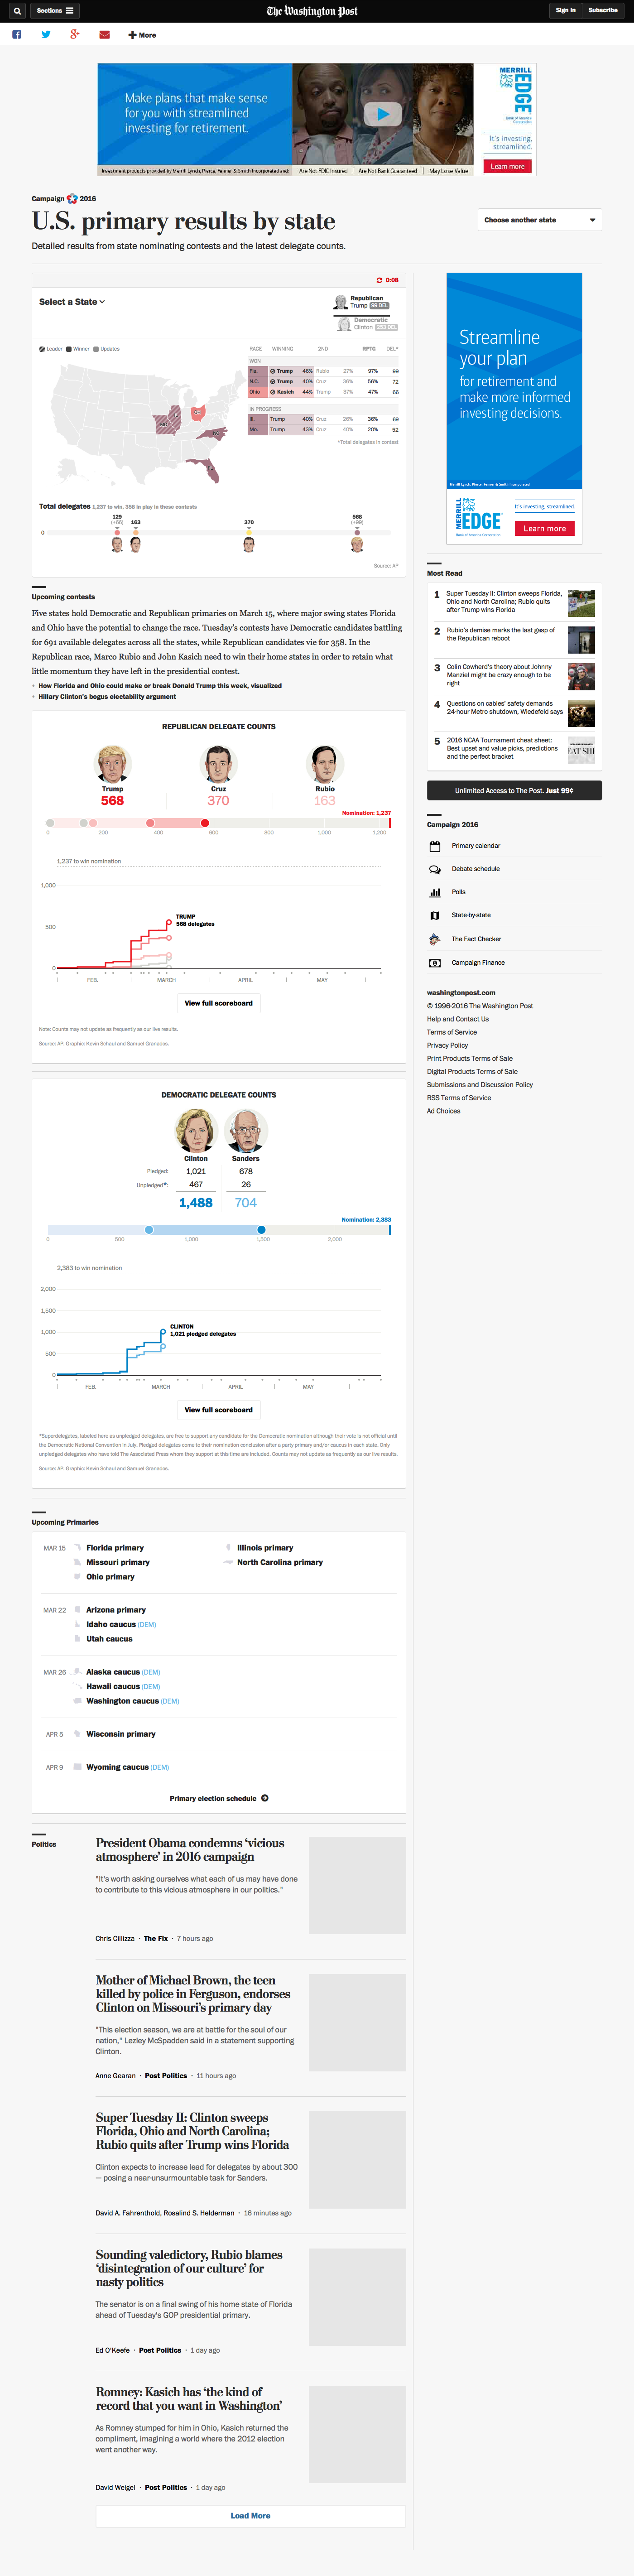 Sections
The Washington Post
Sign In
Subscribe
More
Make plans that make sense
for you with streamlined
investing for retirement.
Investment products provided by Merrill Lynch, Pierce, Fenner & Smith Incorporated and:
Are Not FDIC Insured
Are Not Bank Guaranteed
May Lose Value
MERRILL EDGE
Bank of America Corporation
It's investing,
streamlined.
Learn more
Campaign 2016
U.S. primary results by state
Choose another state
Detailed results from state nominating contests and the latest delegate counts.
0:08
Select a State
Republican
Trump 99 DEL
Democratic
Clinton
Leader Winner Updates
RACE WINNING 2ND RPTG DEL*
WON
Fla. Trump 46% Rubio 27% 97% 99
N.C. Trump 40% Cruz 36% 56% 72
Ohio Kasich 44% Trump 37% 47% 66
IN PROGRESS
Ill. Trump 40% Cruz 26% 36% 69
Mo. Trump 43% Cruz 40% 20% 52
*Total delegates in contest
Total delegates 1,237 to win, 358 in play in these contests
129
(+66)
163
370
568
(+99)
0
Source: AP
Upcoming contests
Five states hold Democratic and Republican primaries on March 15, where major swing states Florida
and Ohio have the potential to change the race. Tuesday's contests have Democratic candidates battling
for 691 available delegates across all the states, while Republican candidates vie for 358. In the
Republican race, Marco Rubio and John Kasich need to win their home states in order to retain what
little momentum they have left in the presidential contest.
How Florida and Ohio could make or break Donald Trump this week, visualized
Hillary Clinton's bogus electability argument
REPUBLICAN DELEGATE COUNTS
Trump Cruz Rubio
568 370 163
Nomination: 1,237
0 200 400 600 800 1,000 1,200
1,237 to win nomination
1,000
TRUMP
568 delegates
500
0
FEB. MARCH APRIL MAY
View full scoreboard
Note: Counts may not update as frequently as our live results.
Source: AP. Graphic: Kevin Schaul and Samuel Granados.
DEMOCRATIC DELEGATE COUNTS
Clinton Sanders
Pledged: 1,021 678
Unpledged*: 467 26
1,488 704
Nomination: 2,383
0 500 1,000 1,500 2,000
2,383 to win nomination
2,000
1,500
CLINTON
1,000
1,021 pledged delegates
500
0
FEB. MARCH APRIL MAY
View full scoreboard
*Superdelegates, labeled here as unpledged delegates, are free to support any candidate for the Democratic nomination although their vote is not official until
the Democratic National Convention in July. Pledged delegates come to their nomination conclusion after a party primary and/or caucus in each state. Only
unpledged delegates who have told The Associated Press whom they support at this time are included. Counts may not update as frequently as our live results.
Source: AP. Graphic: Kevin Schaul and Samuel Granados.
Upcoming Primaries
MAR 15 Florida primary Illinois primary
Missouri primary North Carolina primary
Ohio primary
MAR 22 Arizona primary
Idaho caucus (DEM)
Utah caucus
MAR 26 Alaska caucus (DEM)
Hawaii caucus (DEM)
Washington caucus (DEM)
APR 5 Wisconsin primary
APR 9 Wyoming caucus (DEM)
Primary election schedule
Politics
President Obama condemns 'vicious
atmosphere' in 2016 campaign
"It's worth asking ourselves what each of us may have done
to contribute to this vicious atmosphere in our politics."
Chris Cillizza · The Fix · 7 hours ago
Mother of Michael Brown, the teen
killed by police in Ferguson, endorses
Clinton on Missouri's primary day
"This election season, we are at battle for the soul of our
nation," Lezley McSpadden said in a statement supporting
Clinton.
Anne Gearan · Post Politics · 11 hours ago
Super Tuesday II: Clinton sweeps
Florida, Ohio and North Carolina;
Rubio quits after Trump wins Florida
Clinton expects to increase lead for delegates by about 300
— posing a near-unsurmountable task for Sanders.
David A. Fahrenthold, Rosalind S. Helderman · 16 minutes ago
Sounding valedictory, Rubio blames
'disintegration of our culture' for
nasty politics
The senator is on a final swing of his home state of Florida
ahead of Tuesday's GOP presidential primary.
Ed O'Keefe · Post Politics · 1 day ago
Romney: Kasich has 'the kind of
record that you want in Washington'
As Romney stumped for him in Ohio, Kasich returned the
compliment, imagining a world where the 2012 election
went another way.
David Weigel · Post Politics · 1 day ago
Load More
Streamline
your plan
for retirement and
make more informed
investing decisions.
Merrill Lynch, Pierce, Fenner & Smith Incorporated
MERRILL EDGE
Bank of America Corporation
It's investing, streamlined.
Learn more
Most Read
1 Super Tuesday II: Clinton sweeps Florida,
Ohio and North Carolina; Rubio quits
after Trump wins Florida
2 Rubio's demise marks the last gasp of
the Republican reboot
3 Colin Cowherd's theory about Johnny
Manziel might be crazy enough to be
right
4 Questions on cables' safety demands
24-hour Metro shutdown, Wiedefeld says
5 2016 NCAA Tournament cheat sheet:
Best upset and value picks, predictions
and the perfect bracket
Unlimited Access to The Post. Just 99¢
Campaign 2016
Primary calendar
Debate schedule
Polls
State-by-state
The Fact Checker
Campaign Finance
washingtonpost.com
© 1996-2016 The Washington Post
Help and Contact Us
Terms of Service
Privacy Policy
Print Products Terms of Sale
Digital Products Terms of Sale
Submissions and Discussion Policy
RSS Terms of Service
Ad Choices